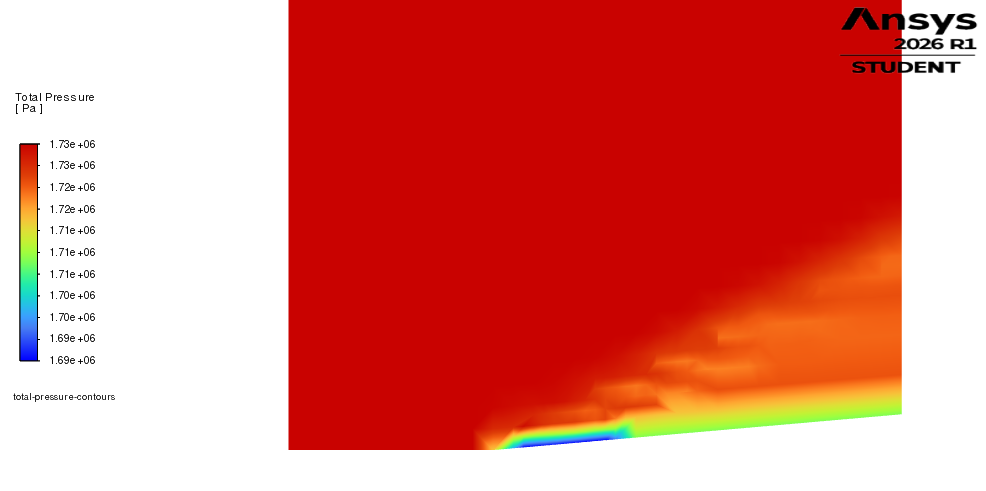 Ansys
2026 R1
STUDENT
Total Pressure
[ Pa ]
1.73e +06
1.73e +06
1.72e +06
1.72e +06
1.71e +06
1.71e +06
1.71e +06
1.70e +06
1.70e +06
1.69e +06
1.69e +06
total-pressure-contours